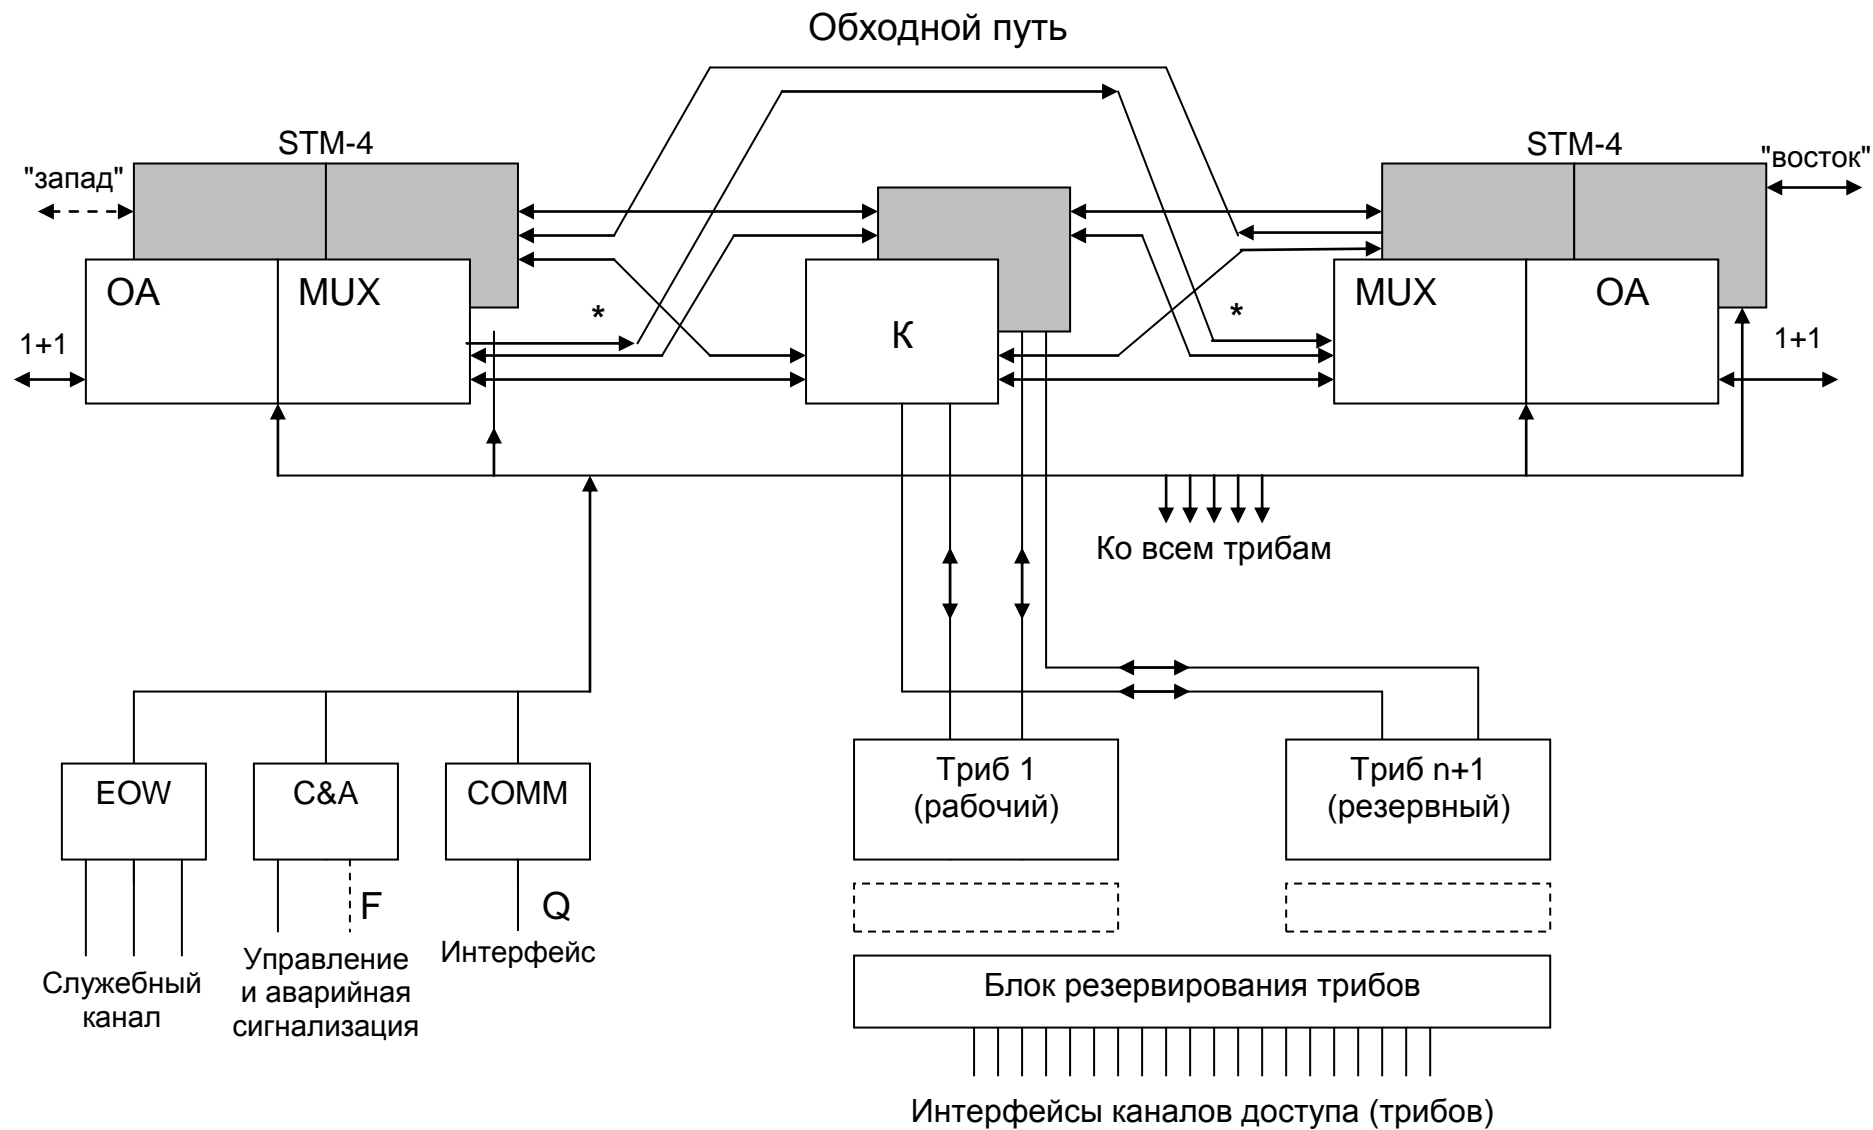 Обходной путь
STM-4
STM-4
"запад"
"восток"
OA
MUX
*
К
*
MUX
OA
1+1
1+1
Ко всем трибам
EOW
C&A
COMM
Триб 1
(рабочий)
Триб n+1
(резервный)
F
Q
Служебный
канал
Управление
и аварийная
сигнализация
Интерфейс
Блок резервирования трибов
Интерфейсы каналов доступа (трибов)